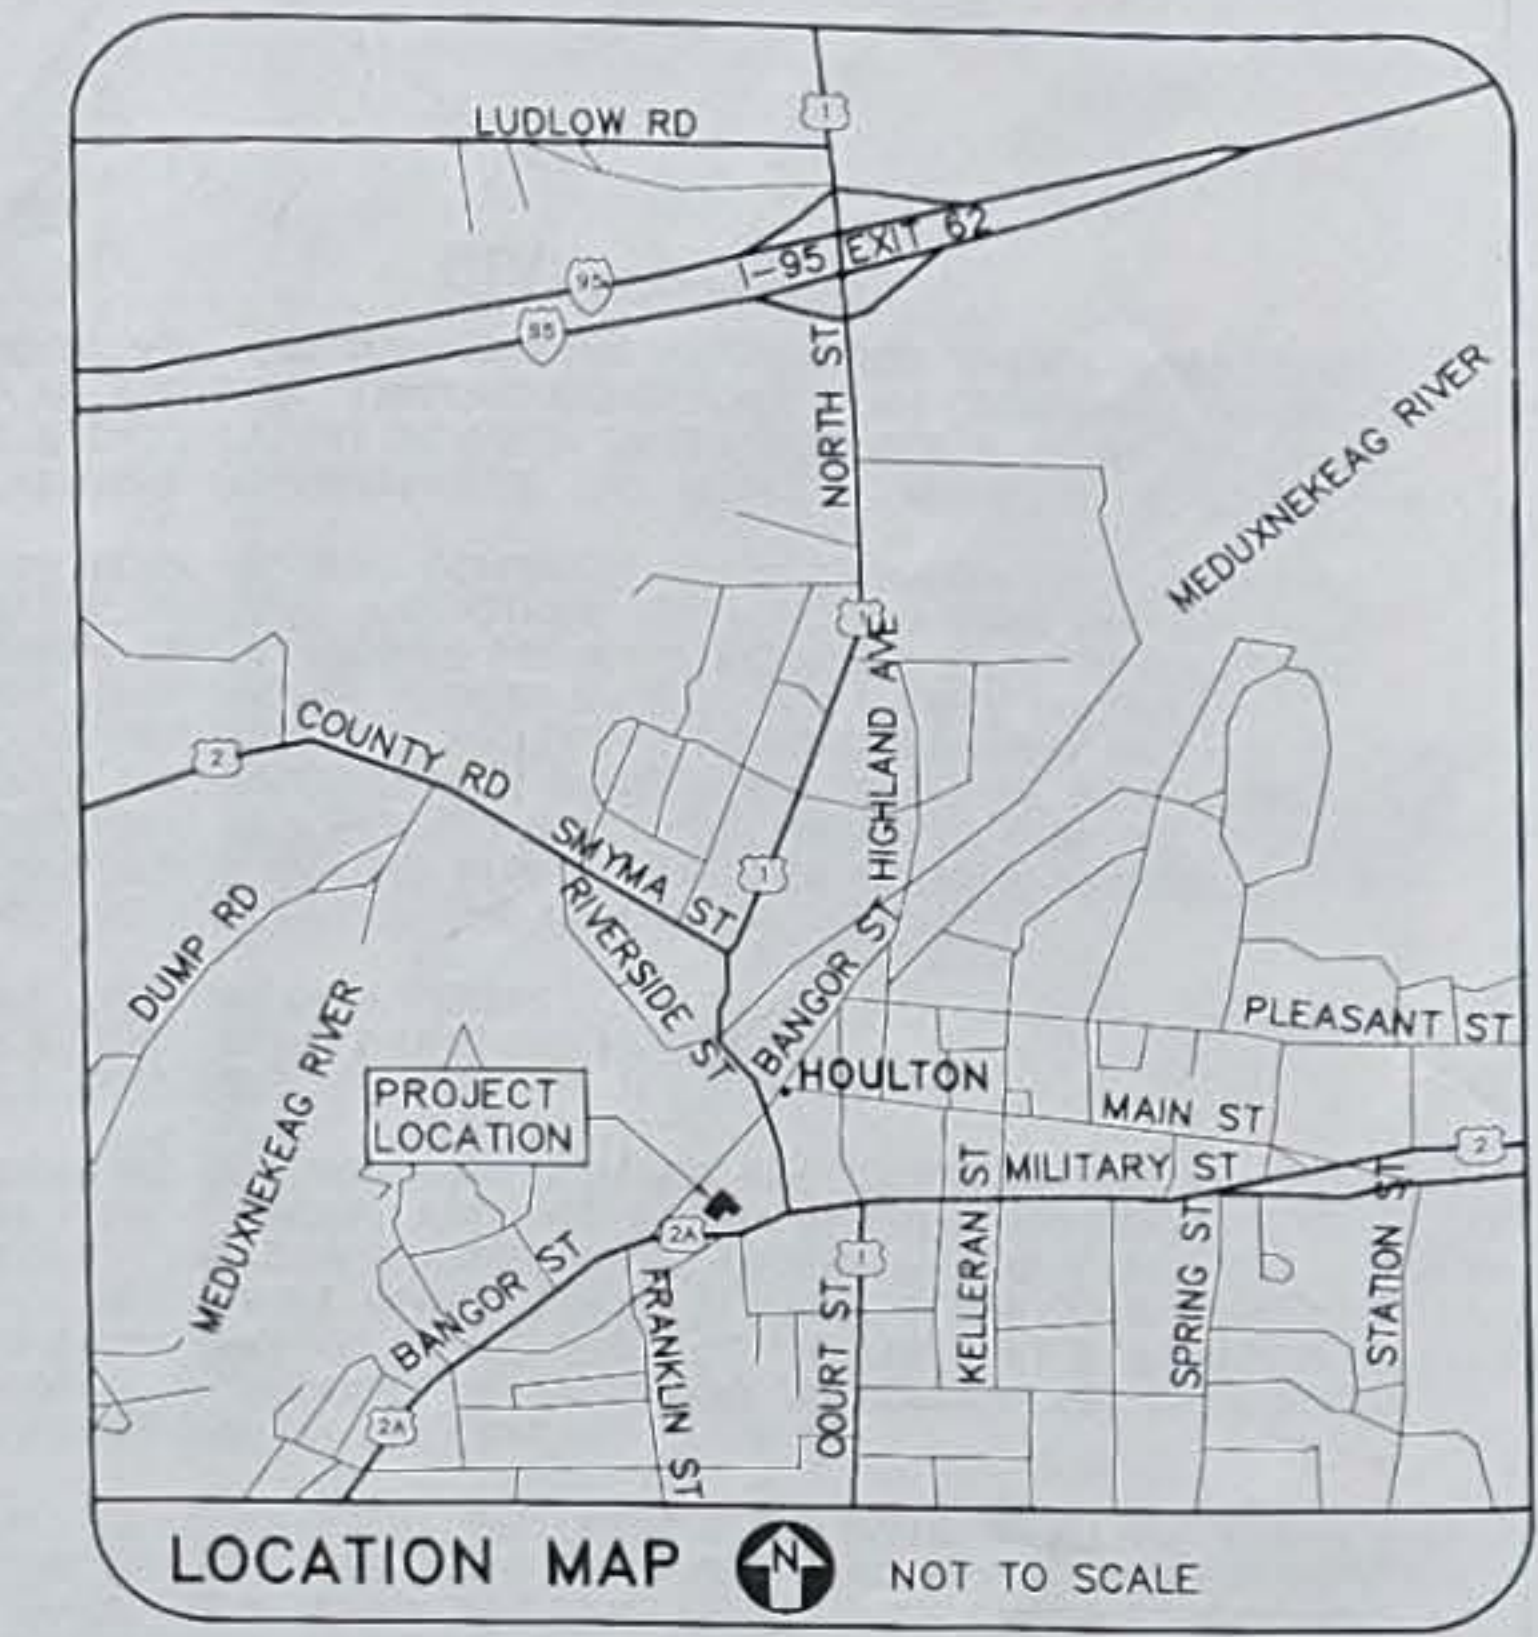 1
LUDLOW RD
I-95 EXIT 62
95
95
NORTH ST
MEDUXNEKEAG RIVER
HIGHLAND AVE
2
COUNTY RD
SMYMA ST
1
RIVERSIDE ST
DUMP RD
BANGOR ST
PLEASANT ST
MEDUXNEKEAG RIVER
HOULTON
PROJECT
LOCATION
MAIN ST
MILITARY ST
2
2A
1
BANGOR ST
FRANKLIN ST
COURT ST
KELLERAN ST
SPRING ST
STATION ST
2A
LOCATION MAP
N
NOT TO SCALE